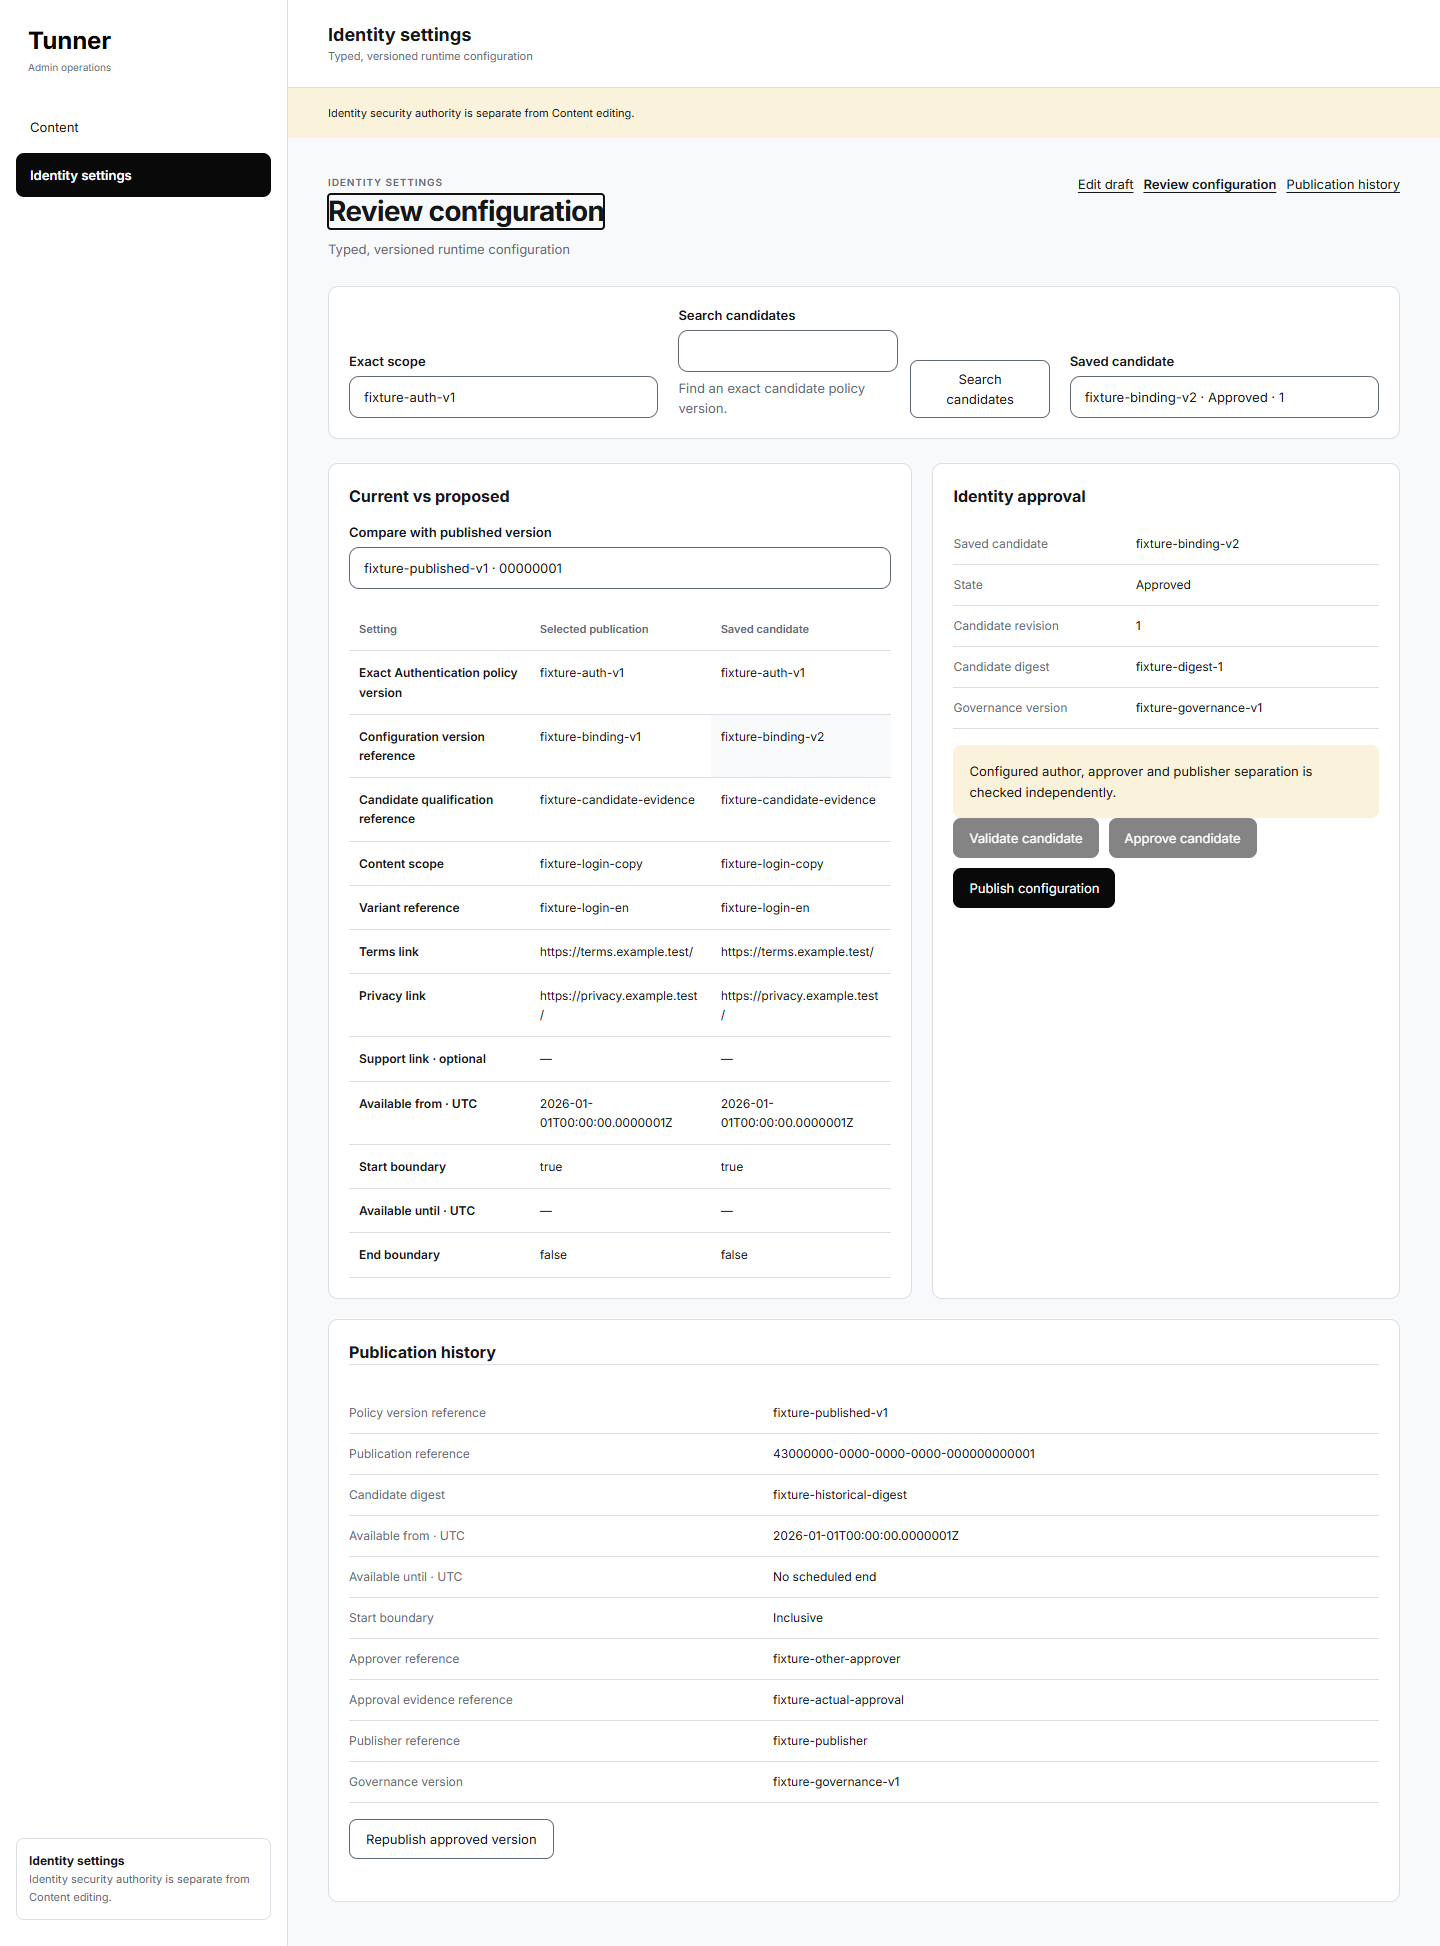 Tunner
Admin operations
Content
Identity settings
Identity settings
Identity security authority is separate from
Content editing.
Identity settings
Typed, versioned runtime configuration
Identity security authority is separate from Content editing.
IDENTITY SETTINGS
Review configuration
Typed, versioned runtime configuration
Edit draft Review configuration Publication history
Exact scope
fixture-auth-v1
Search candidates
Find an exact candidate policy
version.
Search
candidates
Saved candidate
fixture-binding-v2 · Approved · 1
Current vs proposed
Compare with published version
fixture-published-v1 · 00000001
Setting Selected publication Saved candidate
Exact Authentication policy
version
fixture-auth-v1 fixture-auth-v1
Configuration version
reference
fixture-binding-v1 fixture-binding-v2
Candidate qualification
reference
fixture-candidate-evidence fixture-candidate-evidence
Content scope fixture-login-copy fixture-login-copy
Variant reference fixture-login-en fixture-login-en
Terms link https://terms.example.test/ https://terms.example.test/
Privacy link
https://privacy.example.test
/
https://privacy.example.test
/
Support link · optional — —
Available from · UTC
2026-01-
01T00:00:00.0000001Z
2026-01-
01T00:00:00.0000001Z
Start boundary true true
Available until · UTC — —
End boundary false false
Identity approval
Saved candidate fixture-binding-v2
State Approved
Candidate revision 1
Candidate digest fixture-digest-1
Governance version fixture-governance-v1
Configured author, approver and publisher separation is
checked independently.
Validate candidate Approve candidate
Publish configuration
Publication history
Policy version reference fixture-published-v1
Publication reference 43000000-0000-0000-0000-000000000001
Candidate digest fixture-historical-digest
Available from · UTC 2026-01-01T00:00:00.0000001Z
Available until · UTC No scheduled end
Start boundary Inclusive
Approver reference fixture-other-approver
Approval evidence reference fixture-actual-approval
Publisher reference fixture-publisher
Governance version fixture-governance-v1
Republish approved version